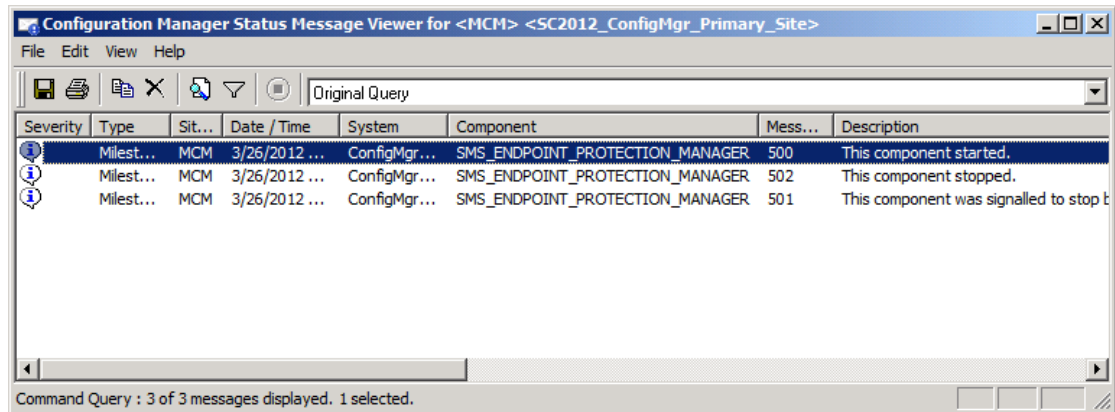 Configuration Manager Status Message Viewer for <MCM> <SC2012_ConfigMgr_Primary_Site>
File Edit View Help
Original Query
Severity Type Sit... Date / Time System Component Mess... Description
Milest... MCM 3/26/2012 ... ConfigMgr... SMS_ENDPOINT_PROTECTION_MANAGER 500 This component started.
Milest... MCM 3/26/2012 ... ConfigMgr... SMS_ENDPOINT_PROTECTION_MANAGER 502 This component stopped.
Milest... MCM 3/26/2012 ... ConfigMgr... SMS_ENDPOINT_PROTECTION_MANAGER 501 This component was signalled to stop b
Command Query : 3 of 3 messages displayed. 1 selected.